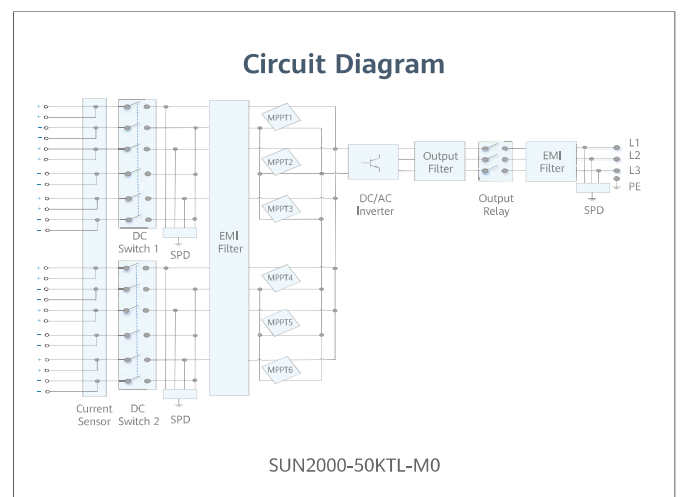 Circuit Diagram
+
+
-
-
+
+
-
-
+
+
-
-
DC
Switch 1
SPD
EMI
Filter
MPPT1
MPPT2
MPPT3
DC/AC
Inverter
Output
Filter
Output
Relay
EMI
Filter
L1
L2
L3
PE
SPD
+
+
-
-
+
+
-
-
+
+
-
-
Current
Sensor
DC
Switch 2
SPD
MPPT4
MPPT5
MPPT6
SUN2000-50KTL-M0